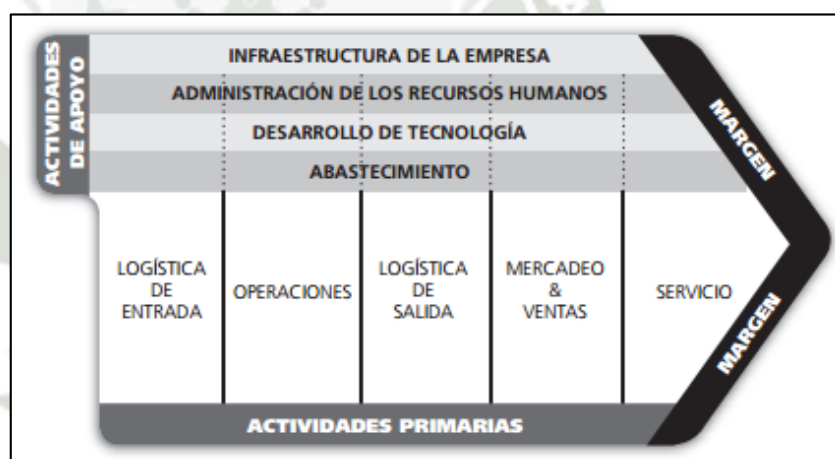 ACTIVIDADES
DE APOYO
INFRAESTRUCTURA DE LA EMPRESA
ADMINISTRACIÓN DE LOS RECURSOS HUMANOS
DESARROLLO DE TECNOLOGÍA
ABASTECIMIENTO
MARGEN
LOGÍSTICA
DE
ENTRADA
OPERACIONES
LOGÍSTICA
DE
SALIDA
MERCADEO
&
VENTAS
SERVICIO
MARGEN
ACTIVIDADES PRIMARIAS